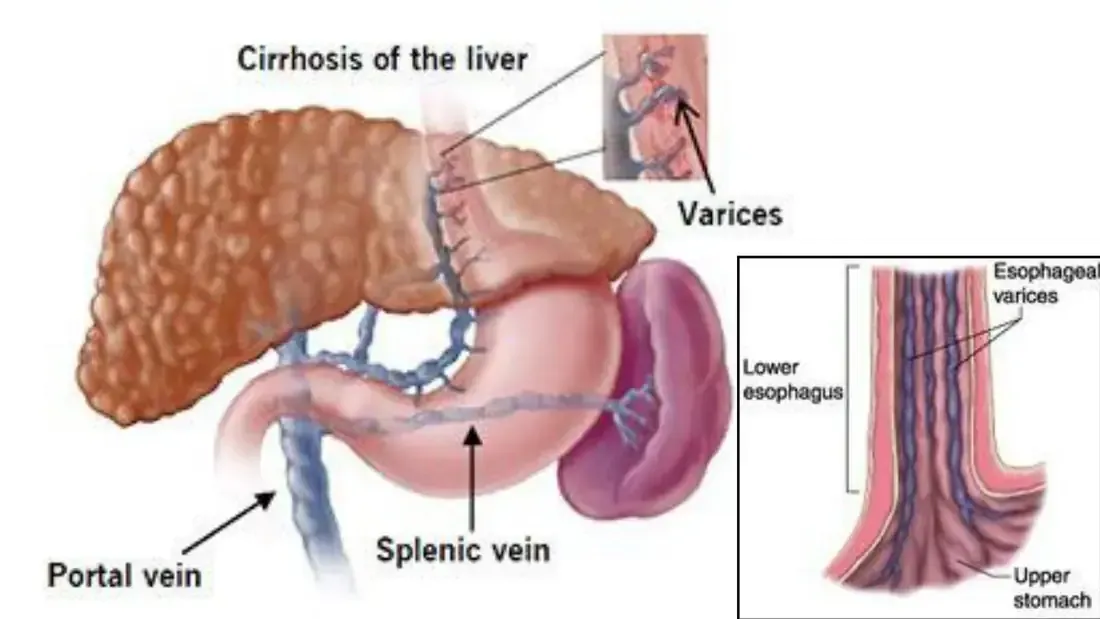 Cirrhosis of the liver
Varices
Portal vein
Splenic vein
Esophageal
varices
Lower
esophagus
Upper
stomach